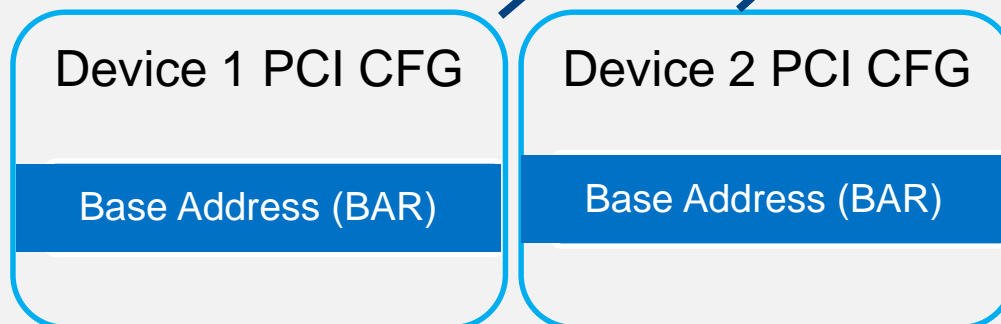 Device 1 PCI CFG
Base Address (BAR)
Device 2 PCI CFG
Base Address (BAR)